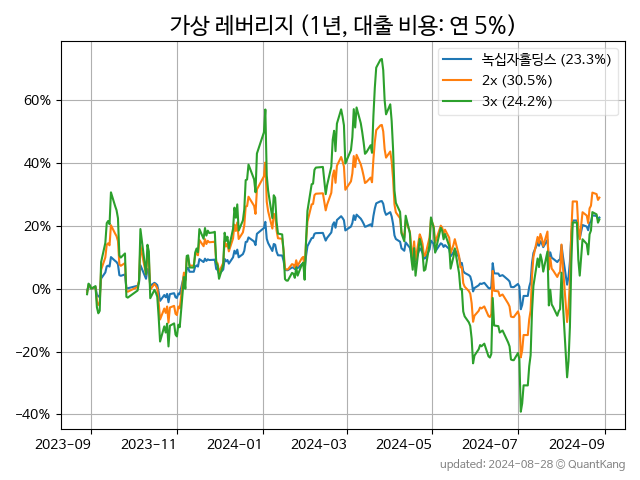 가상 레버리지 (1년, 대출 비용: 연 5%)
녹십자홀딩스 (23.3%)
2x (30.5%)
3x (24.2%)
60%
40%
20%
0%
−20%
−40%
2023-09 2023-11 2024-01 2024-03 2024-05 2024-07 2024-09
updated: 2024-08-28 © QuantKang